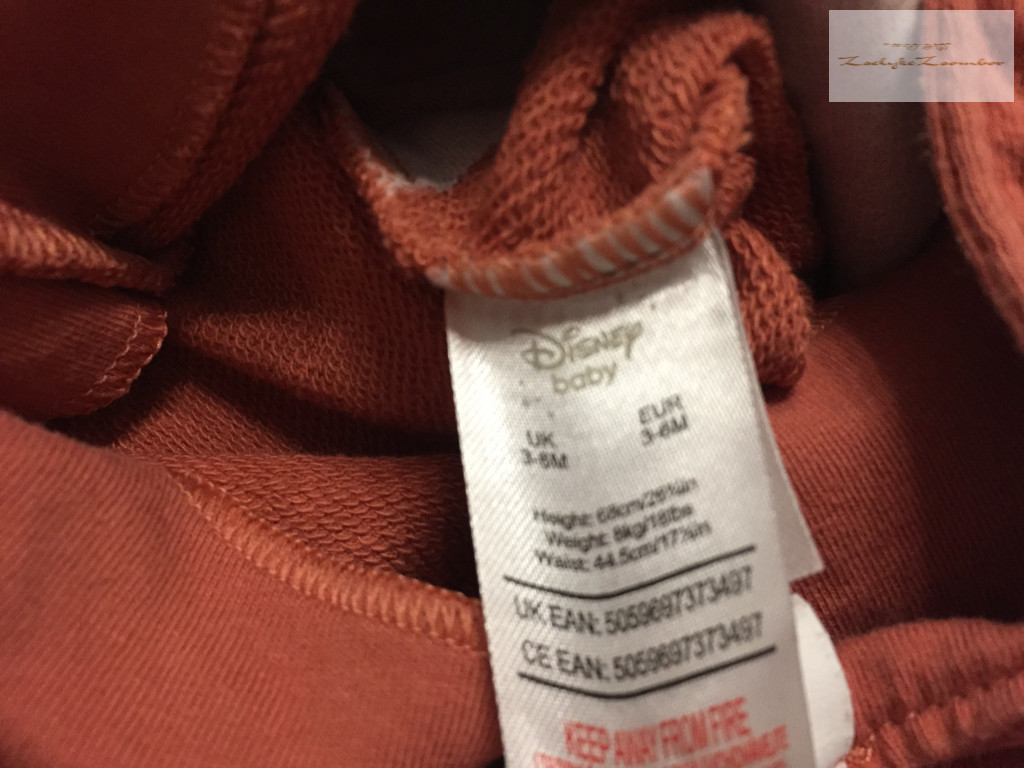 Disney
baby
UK
3-6M
EUR
3-6M
Height: 68cm/26¾in
Weight: 8kg/18lbs
Waist: 44.5cm/17½in
UK EAN: 5059697373497
CE EAN: 5059697373497
KEEP AWAY FROM FIRE